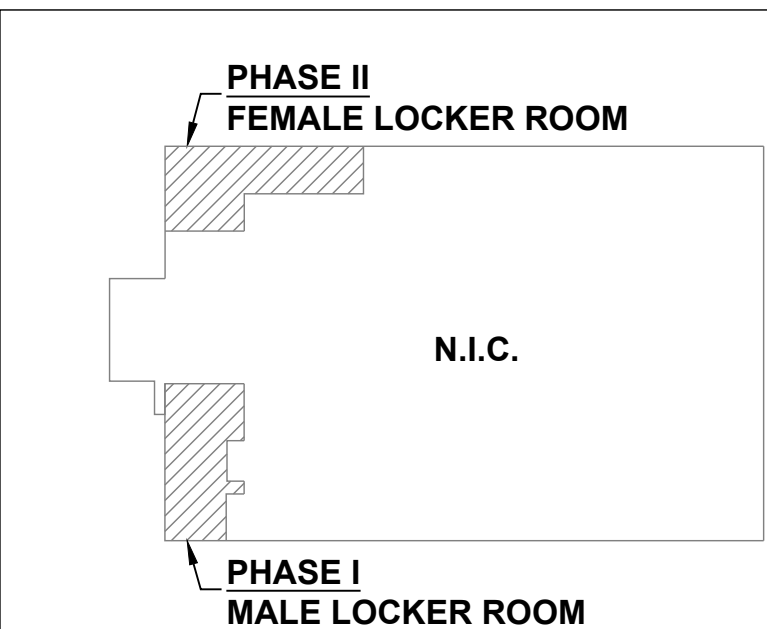 PHASE II
FEMALE LOCKER ROOM
N.I.C.
PHASE I
MALE LOCKER ROOM